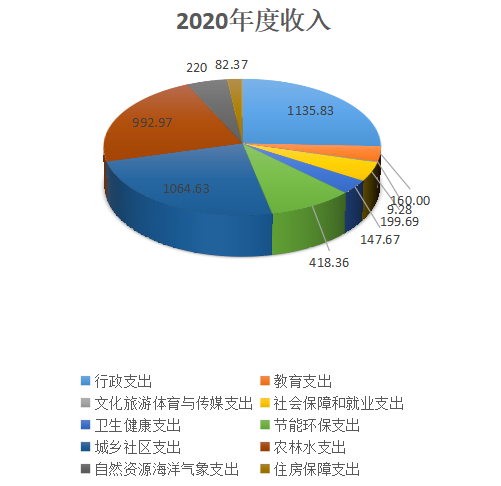 2020年度收入
220
82.37
1135.83
992.97
1064.63
160.00
9.28
199.69
147.67
418.36
行政支出
教育支出
文化旅游体育与传媒支出
社会保障和就业支出
卫生健康支出
节能环保支出
城乡社区支出
农林水支出
自然资源海洋气象支出
住房保障支出